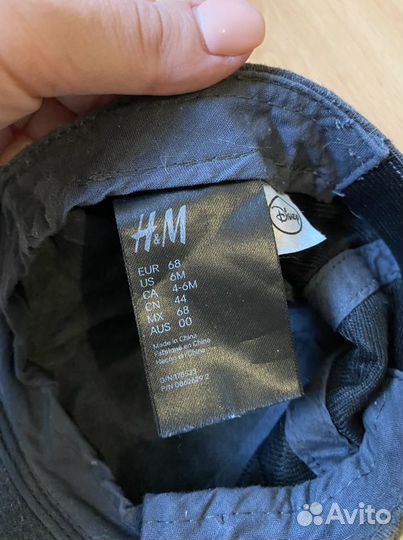 H&M
Disney
EUR 68
US 6M
CA 4-6M
CN 44
MX 68
AUS 00
Made in China
Fabriqué en Chine
Hecho en China
Avito